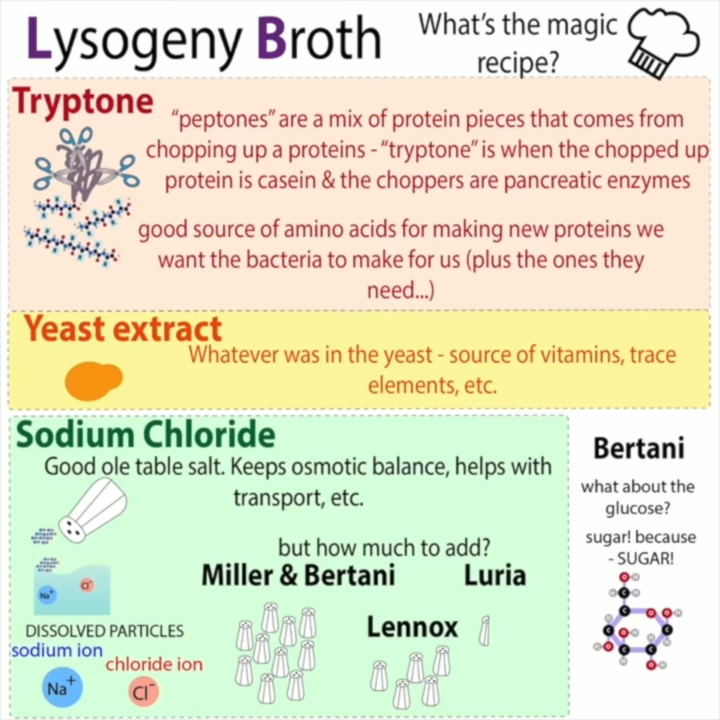 Lysogeny Broth
What's the magic
recipe?
Tryptone
"peptones" are a mix of protein pieces that comes from
chopping up a proteins - "tryptone" is when the chopped up
protein is casein & the choppers are pancreatic enzymes
good source of amino acids for making new proteins we
want the bacteria to make for us (plus the ones they
need...)
Yeast extract
Whatever was in the yeast - source of vitamins, trace
elements, etc.
Sodium Chloride
Good ole table salt. Keeps osmotic balance, helps with
transport, etc.
but how much to add?
Miller & Bertani
Luria
Lennox
Na+
Cl-
DISSOLVED PARTICLES
sodium ion
chloride ion
Na+
Cl-
Bertani
what about the
glucose?
sugar! because
- SUGAR!